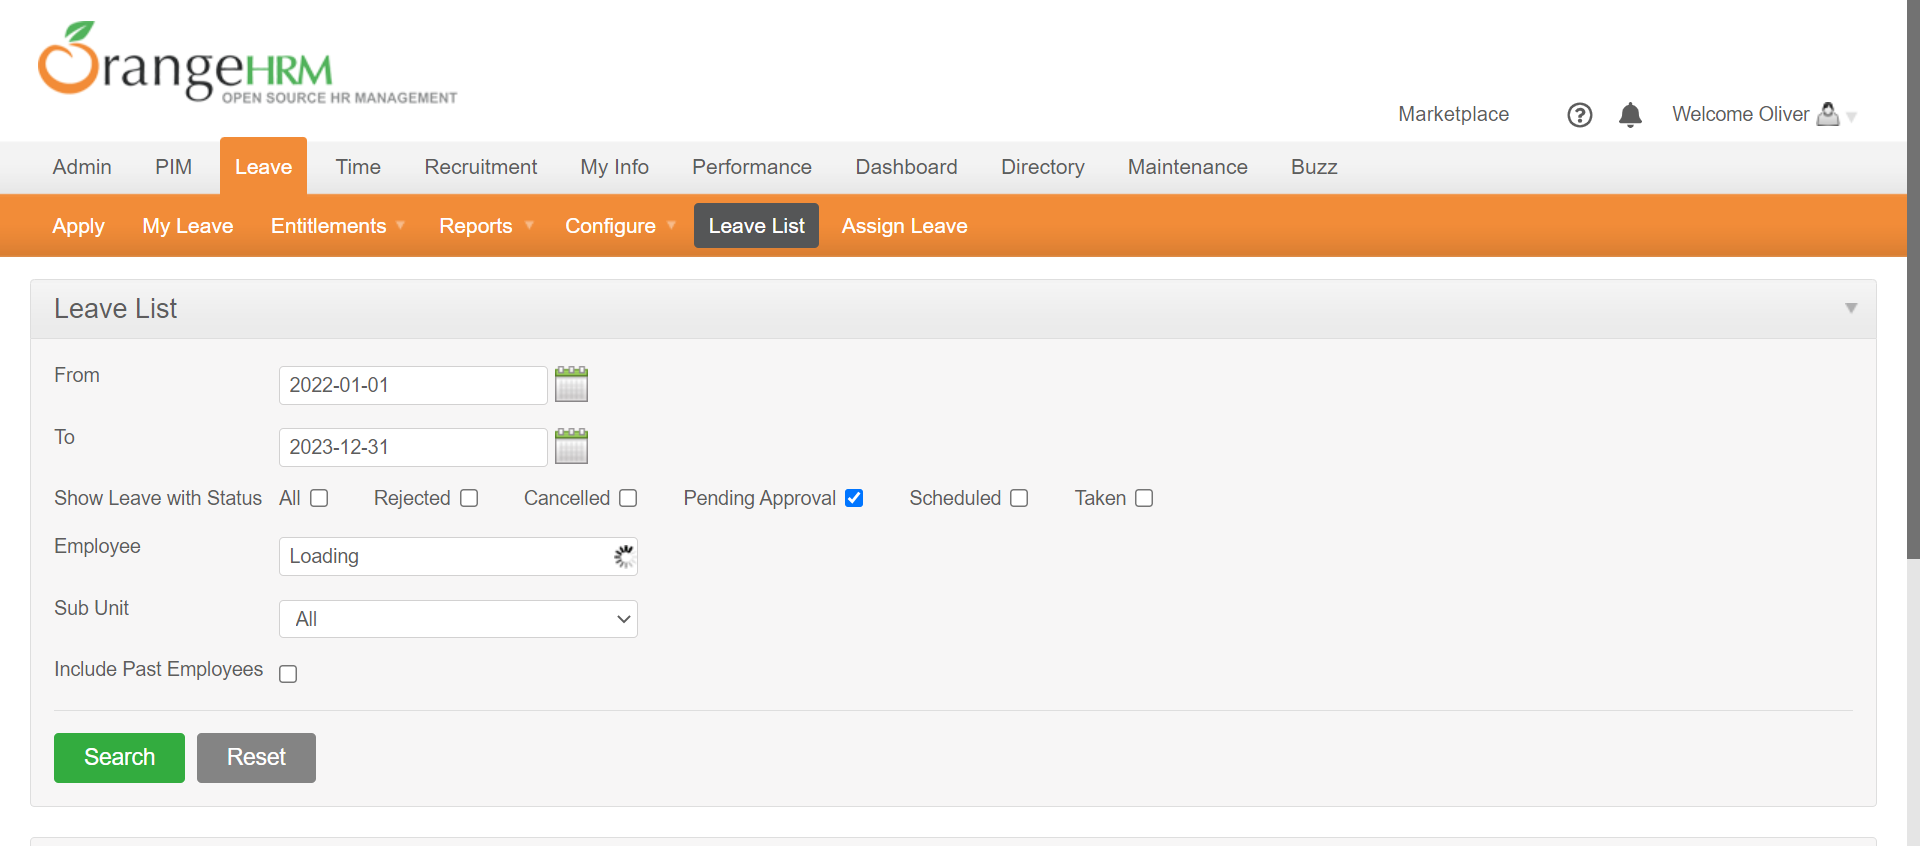 OrangeHRM
OPEN SOURCE HR MANAGEMENT
Marketplace ? Welcome Oliver
Admin PIM Leave Time Recruitment My Info Performance Dashboard Directory Maintenance Buzz
Apply My Leave Entitlements Reports Configure Leave List Assign Leave
Leave List
From 2022-01-01
To 2023-12-31
Show Leave with Status All Rejected Cancelled Pending Approval Scheduled Taken
Employee Loading
Sub Unit All
Include Past Employees
Search Reset